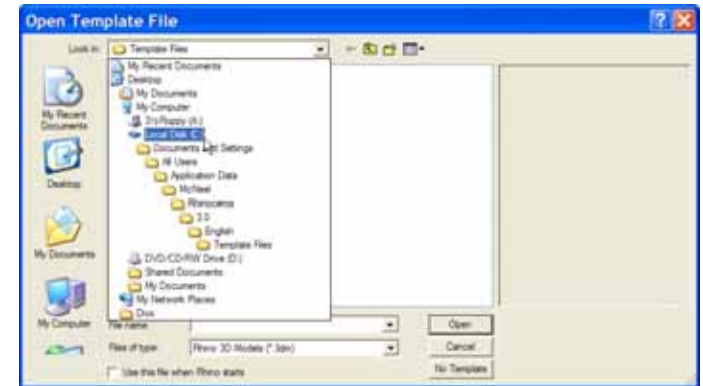 Open Template File
Look in:
Template Files
My Recent Documents
Desktop
My Documents
My Computer
3½ Floppy (A:)
Local Disk (C:)
Documents and Settings
All Users
Application Data
McNeel
Rhinoceros
3.0
English
Template Files
DVD/CD-RW Drive (D:)
Shared Documents
My Documents
My Network Places
My Recent
Documents
Desktop
My Documents
My Computer
File name:
Open
Files of type:
Rhino 3D Models (*.3dm)
Cancel
Use this file when Rhino starts
No Template